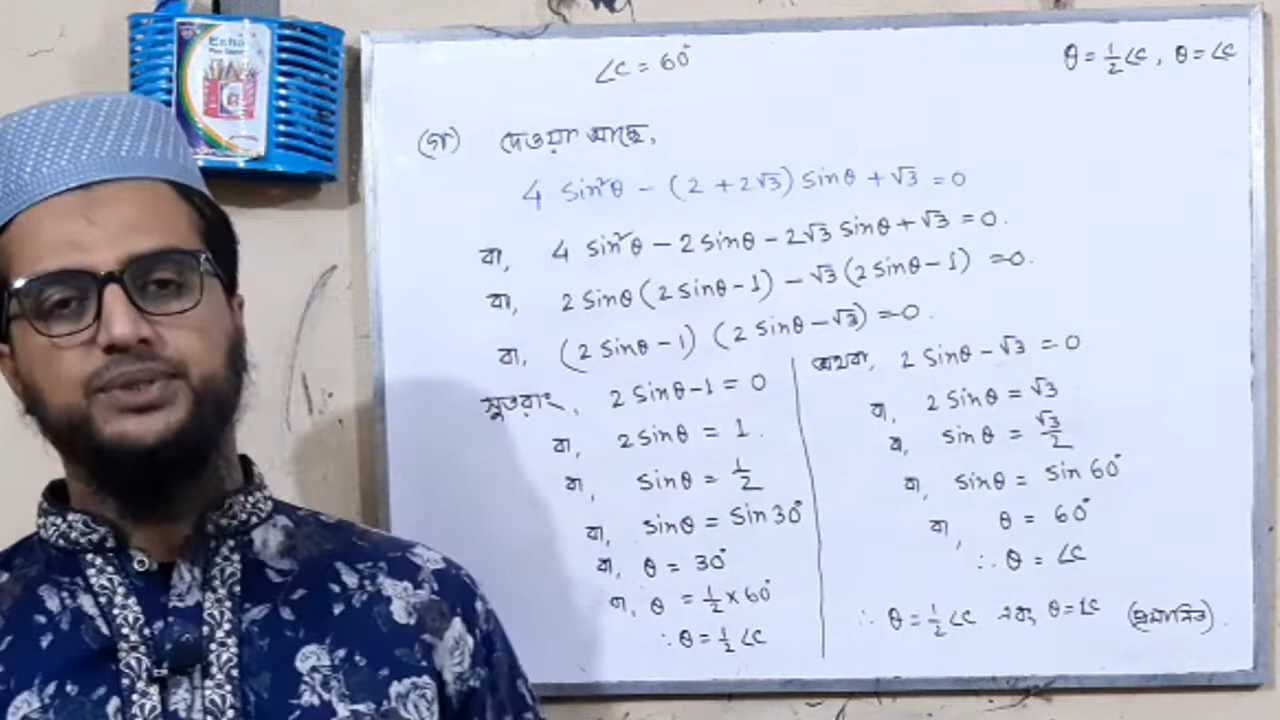 Echo
∠C = 60°
θ = 1/2 ∠C, θ = ∠C
(গ) দেওয়া আছে,
4 sin²θ - (2 + 2√3) sinθ + √3 = 0
বা, 4 sin²θ - 2 sinθ - 2√3 sinθ + √3 = 0.
বা, 2 sinθ (2 sinθ - 1) - √3 (2 sinθ - 1) = 0.
বা, (2 sinθ - 1) (2 sinθ - √3) = 0.
সুতরাং, 2 sinθ - 1 = 0
বা, 2 sinθ = 1.
বা, sinθ = 1/2
বা, sinθ = sin 30°
বা, θ = 30°
বা, θ = 1/2 × 60°
∴ θ = 1/2 ∠C
অথবা, 2 sinθ - √3 = 0
বা, 2 sinθ = √3
বা, sinθ = √3/2
বা, sinθ = sin 60°
বা, θ = 60°
∴ θ = ∠C
∴ θ = 1/2 ∠C এবং θ = ∠C (প্রমাণিত).